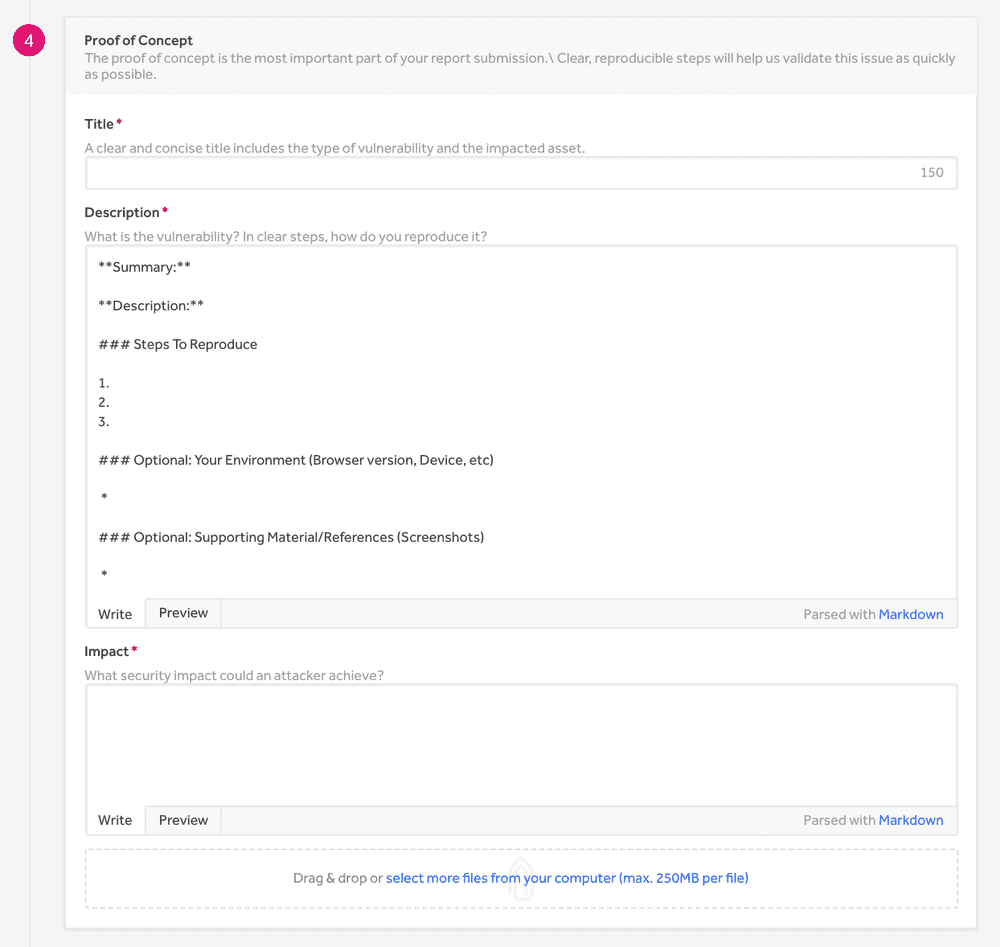 4
Proof of Concept
The proof of concept is the most important part of your report submission.\ Clear, reproducible steps will help us validate this issue as quickly
as possible.
Title*
A clear and concise title includes the type of vulnerability and the impacted asset.
150
Description*
What is the vulnerability? In clear steps, how do you reproduce it?
**Summary:**
**Description:**
### Steps To Reproduce
1.
2.
3.
### Optional: Your Environment (Browser version, Device, etc)
*
### Optional: Supporting Material/References (Screenshots)
*
Write Preview Parsed with Markdown
Impact*
What security impact could an attacker achieve?
Write Preview Parsed with Markdown
Drag & drop or select more files from your computer (max. 250MB per file)